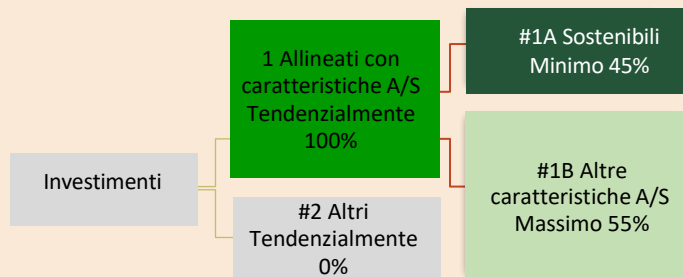 Investimenti
1 Allineati con
caratteristiche A/S
Tendenzialmente
100%
#2 Altri
Tendenzialmente
0%
#1A Sostenibili
Minimo 45%
#1B Altre
caratteristiche A/S
Massimo 55%